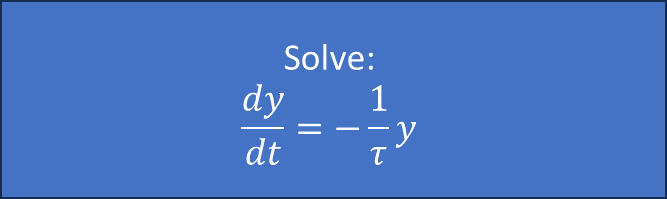 Solve:
dy/dt = −1/τ y